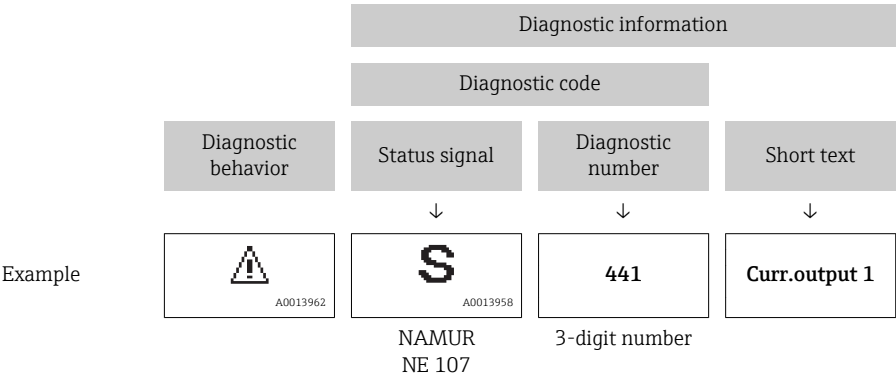 Diagnostic information
Diagnostic code
Diagnostic
behavior
Status signal
Diagnostic
number
Short text
↓
↓
↓
Example
A0013962
S
A0013958
441
Curr.output 1
NAMUR
NE 107
3-digit number